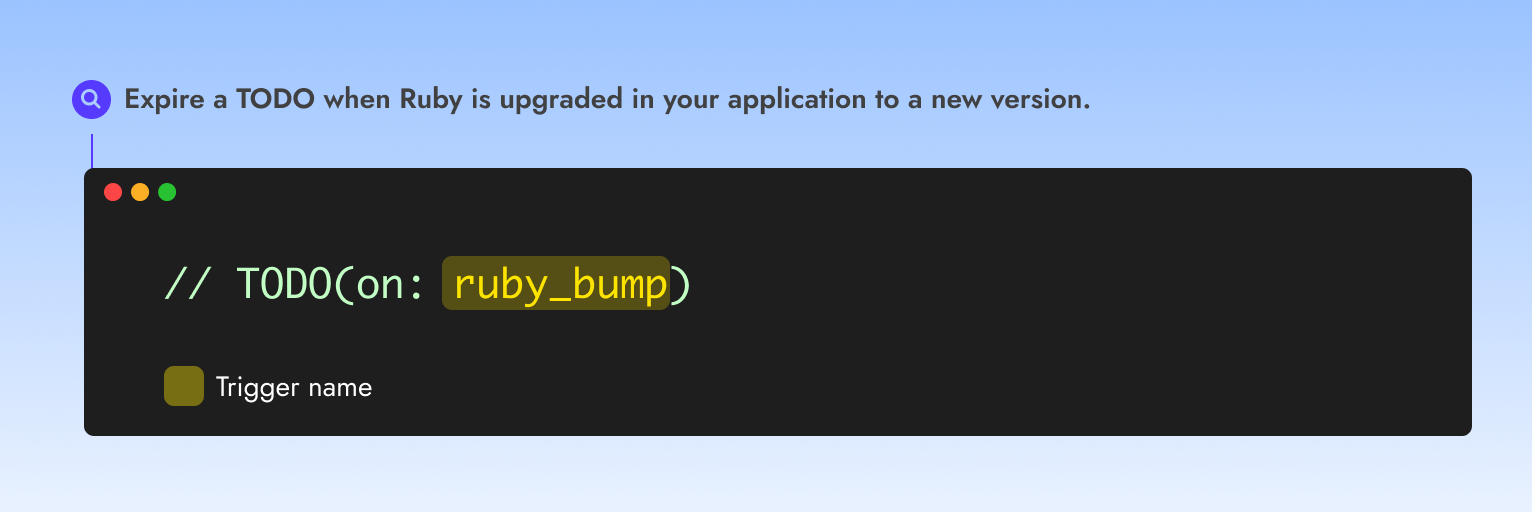 Expire a TODO when Ruby is upgraded in your application to a new version.
// TODO(on: ruby_bump)
Trigger name